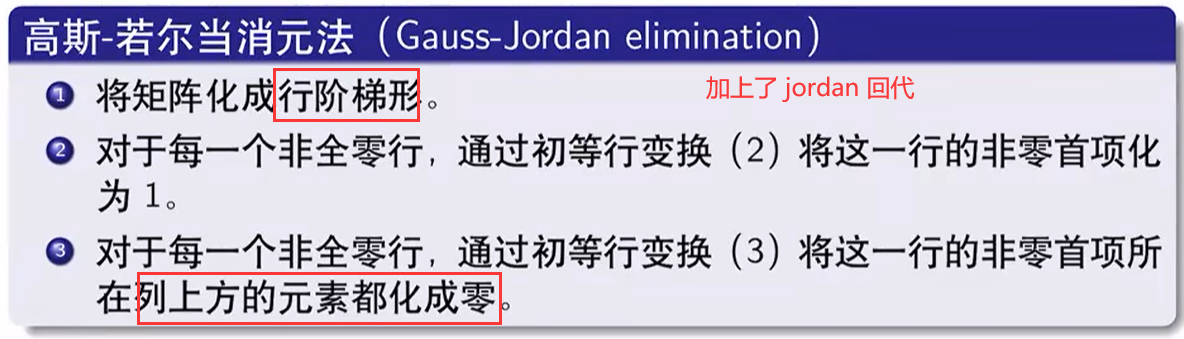 高斯-若尔当消元法（Gauss-Jordan elimination）
1 将矩阵化成行阶梯形。
加上了 jordan 回代
2 对于每一个非全零行，通过初等行变换（2）将这一行的非零首项化
为 1。
3 对于每一个非全零行，通过初等行变换（3）将这一行的非零首项所
在列上方的元素都化成零。